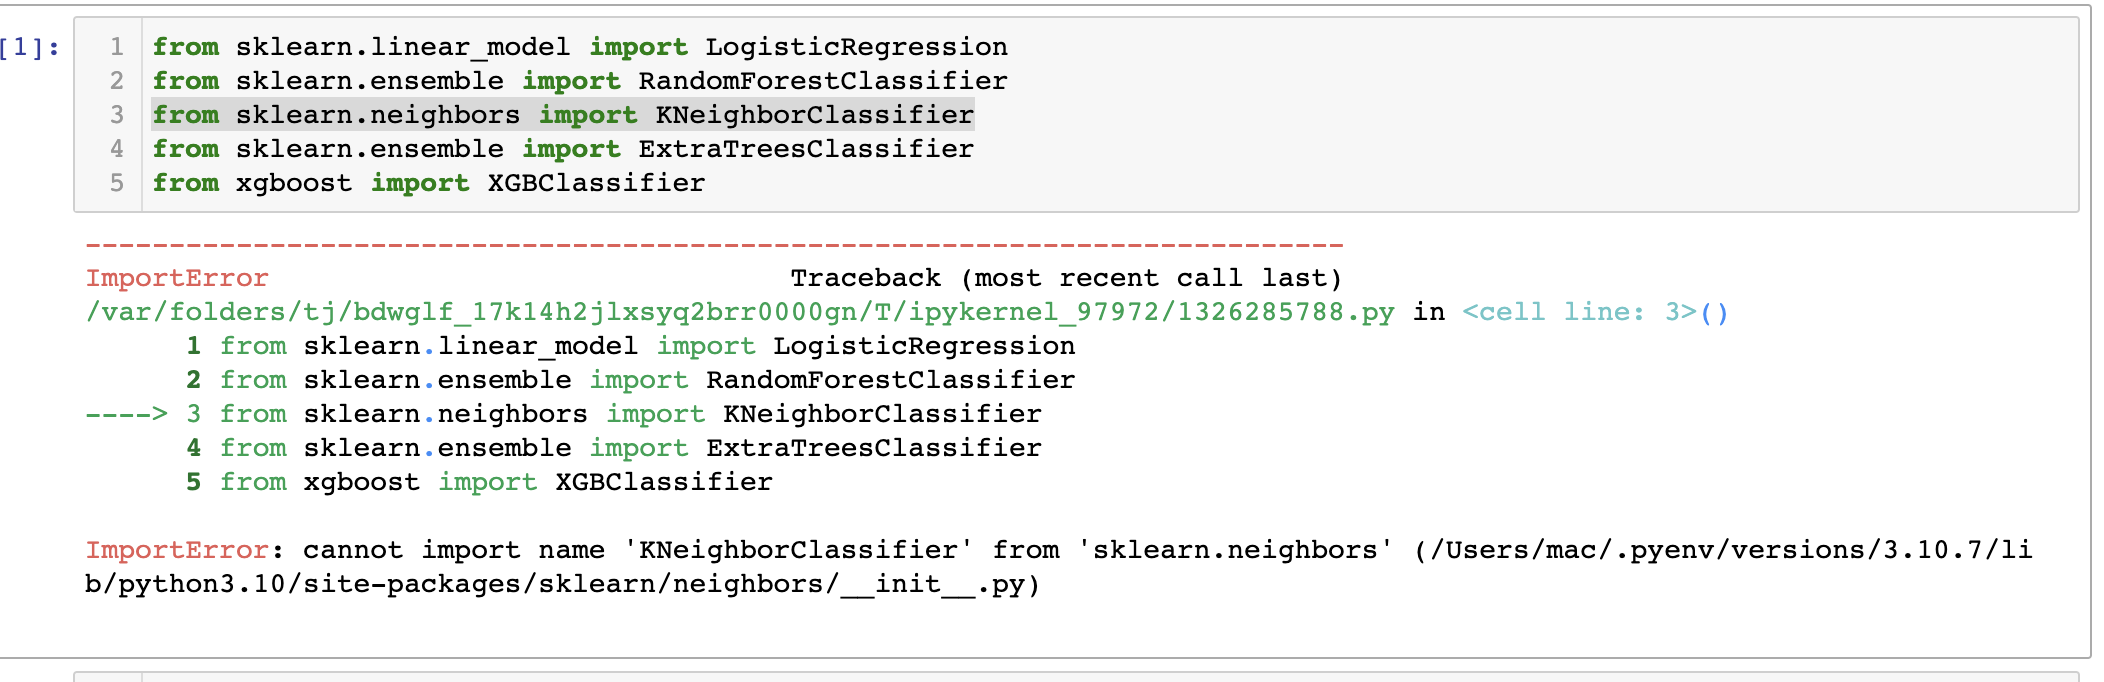 [1]:
1 from sklearn.linear_model import LogisticRegression
2 from sklearn.ensemble import RandomForestClassifier
3 from sklearn.neighbors import KNeighborClassifier
4 from sklearn.ensemble import ExtraTreesClassifier
5 from xgboost import XGBClassifier
---------------------------------------------------------------------------
ImportError                               Traceback (most recent call last)
/var/folders/tj/bdwglf_17k14h2jlxsyq2brr0000gn/T/ipykernel_97972/1326285788.py in <cell line: 3>()
      1 from sklearn.linear_model import LogisticRegression
      2 from sklearn.ensemble import RandomForestClassifier
----> 3 from sklearn.neighbors import KNeighborClassifier
      4 from sklearn.ensemble import ExtraTreesClassifier
      5 from xgboost import XGBClassifier
ImportError: cannot import name 'KNeighborClassifier' from 'sklearn.neighbors' (/Users/mac/.pyenv/versions/3.10.7/li
b/python3.10/site-packages/sklearn/neighbors/__init__.py)